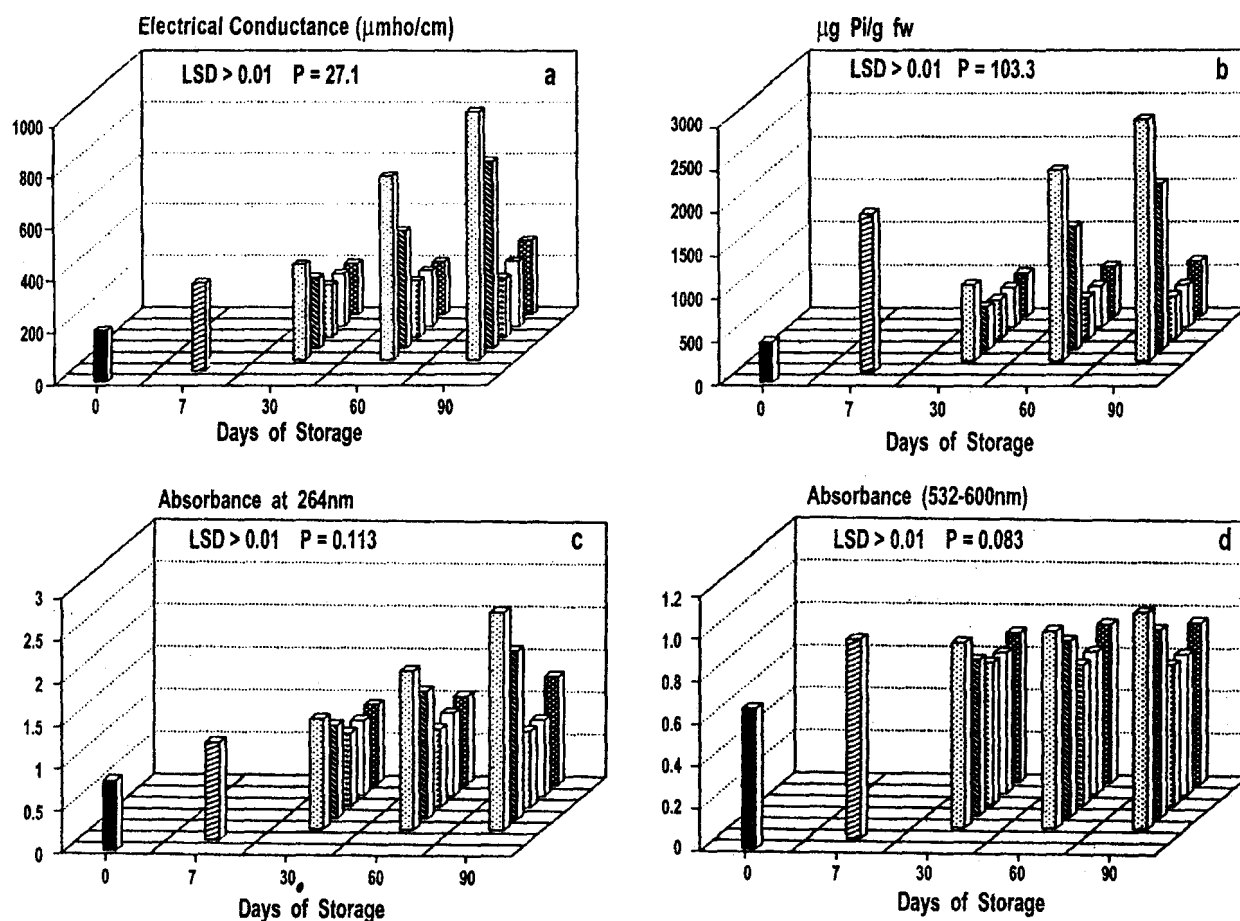 Electrical Conductance (μmho/cm)
LSD > 0.01 P = 27.1 a
1000
800
600
400
200
0
0 7 30 60 90
Days of Storage
μg Pi/g fw
LSD > 0.01 P = 103.3 b
3000
2500
2000
1500
1000
500
0
0 7 30 60 90
Days of Storage
Absorbance at 264nm
LSD > 0.01 P = 0.113 c
3
2.5
2
1.5
1
0.5
0
0 7 30 60 90
Days of Storage
Absorbance (532-600nm)
LSD > 0.01 P = 0.083 d
1.2
1.0
0.8
0.6
0.4
0.2
0
0 7 30 60 90
Days of Storage